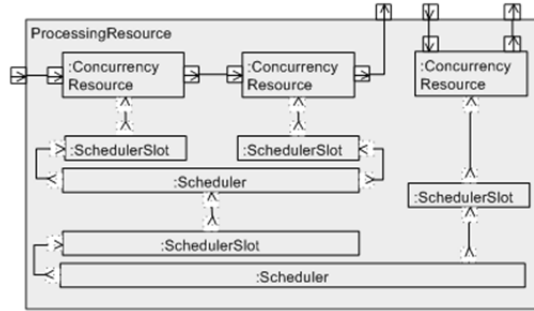 ProcessingResource
:Concurrency
Resource
:Concurrency
Resource
:Concurrency
Resource
:SchedulerSlot
:SchedulerSlot
:Scheduler
:SchedulerSlot
:SchedulerSlot
:Scheduler